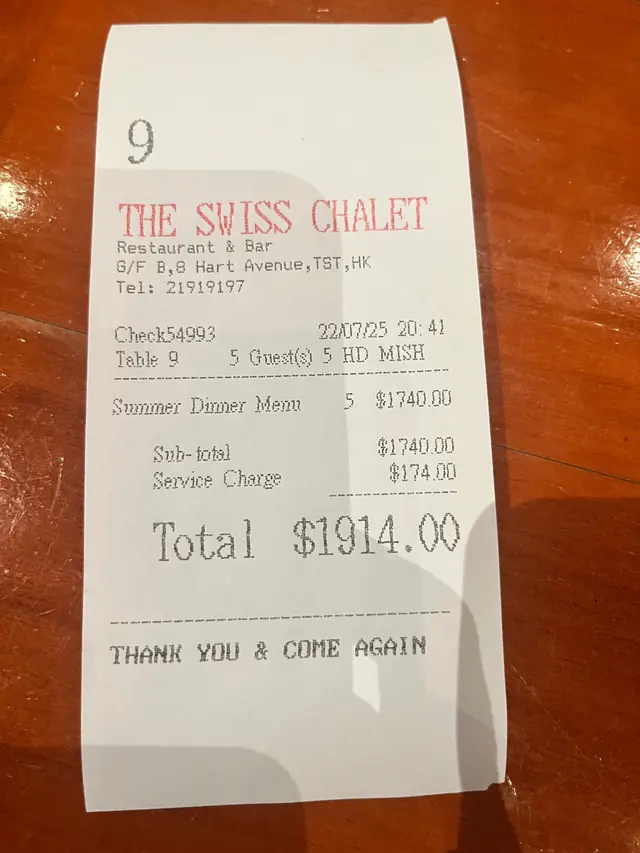 9
THE SWISS CHALET
Restaurant & Bar
G/F B,8 Hart Avenue,TST,HK
Tel: 21919197
Check54993 22/07/25 20:41
Table 9 5 Guest(s) 5 HD MISH
Summer Dinner Menu 5 $1740.00
Sub-total $1740.00
Service Charge $174.00
Total $1914.00
THANK YOU & COME AGAIN